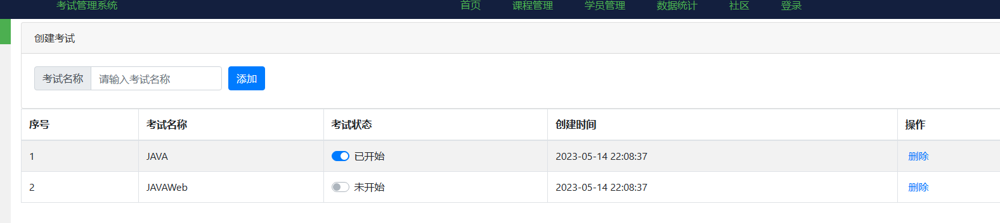 考试管理系统 首页 课程管理 学员管理 数据统计 社区 登录
创建考试
考试名称 请输入考试名称 添加
序号 考试名称 考试状态 创建时间 操作
1 JAVA 已开始 2023-05-14 22:08:37 删除
2 JAVAWeb 未开始 2023-05-14 22:08:37 删除